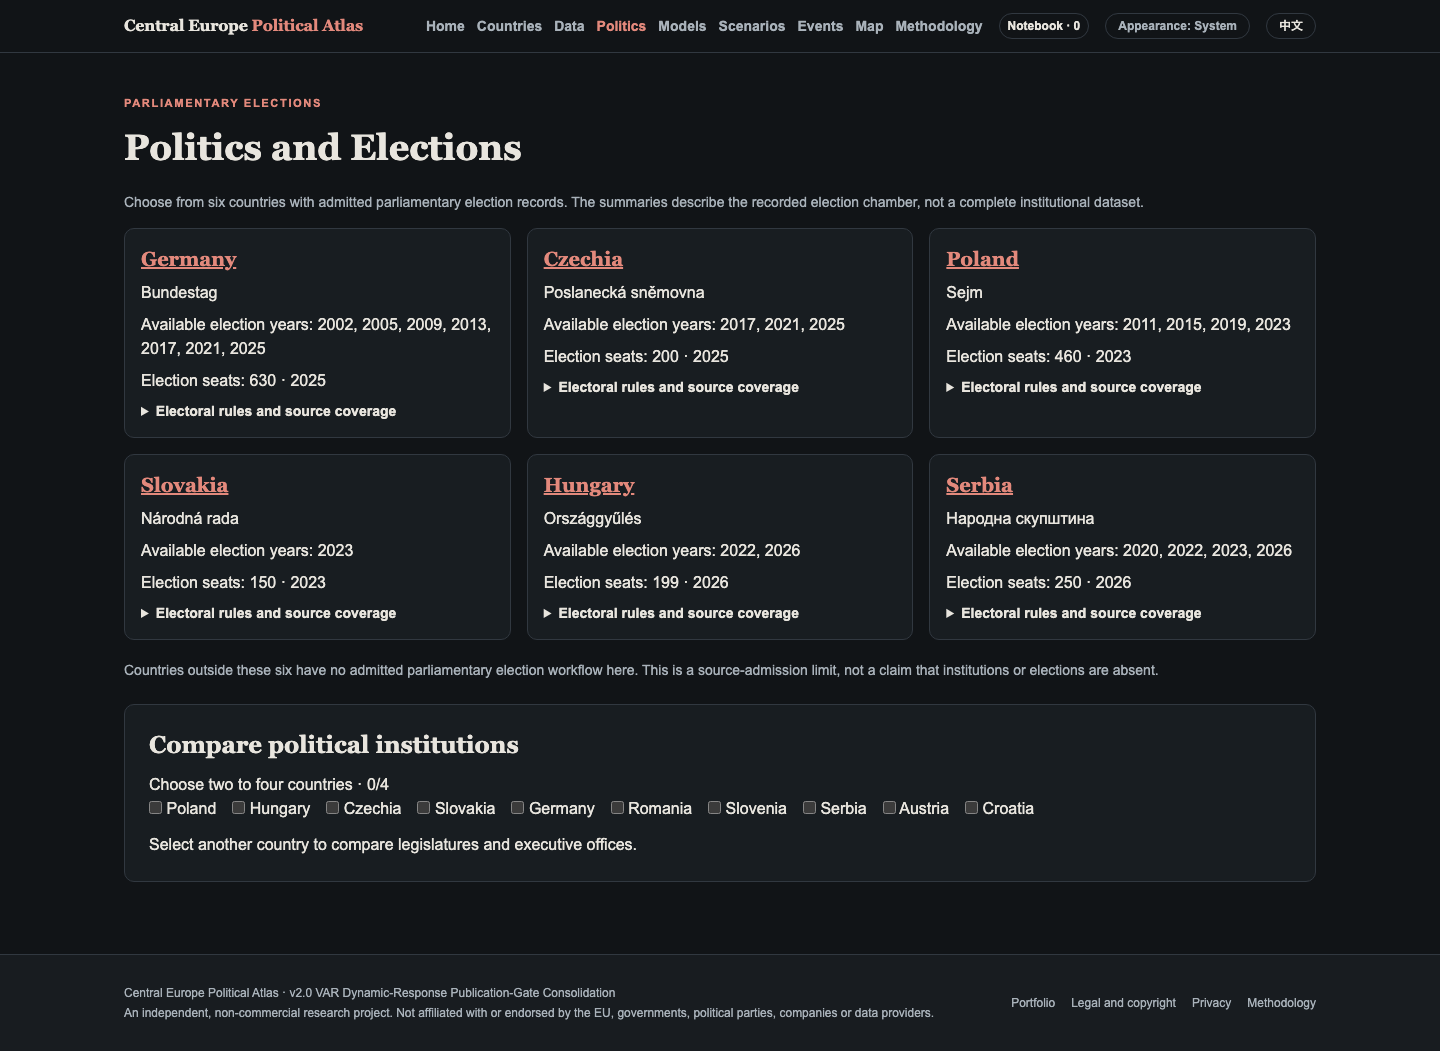 Central Europe Political Atlas
Home Countries Data Politics Models Scenarios Events Map Methodology Notebook · 0 Appearance: System 中文
PARLIAMENTARY ELECTIONS
Politics and Elections
Choose from six countries with admitted parliamentary election records. The summaries describe the recorded election chamber, not a complete institutional dataset.
Germany
Bundestag
Available election years: 2002, 2005, 2009, 2013,
2017, 2021, 2025
Election seats: 630 · 2025
Electoral rules and source coverage
Czechia
Poslanecká sněmovna
Available election years: 2017, 2021, 2025
Election seats: 200 · 2025
Electoral rules and source coverage
Poland
Sejm
Available election years: 2011, 2015, 2019, 2023
Election seats: 460 · 2023
Electoral rules and source coverage
Slovakia
Národná rada
Available election years: 2023
Election seats: 150 · 2023
Electoral rules and source coverage
Hungary
Országgyűlés
Available election years: 2022, 2026
Election seats: 199 · 2026
Electoral rules and source coverage
Serbia
Народна скупштина
Available election years: 2020, 2022, 2023, 2026
Election seats: 250 · 2026
Electoral rules and source coverage
Countries outside these six have no admitted parliamentary election workflow here. This is a source-admission limit, not a claim that institutions or elections are absent.
Compare political institutions
Choose two to four countries · 0/4
Poland Hungary Czechia Slovakia Germany Romania Slovenia Serbia Austria Croatia
Select another country to compare legislatures and executive offices.
Central Europe Political Atlas · v2.0 VAR Dynamic-Response Publication-Gate Consolidation
An independent, non-commercial research project. Not affiliated with or endorsed by the EU, governments, political parties, companies or data providers.
Portfolio Legal and copyright Privacy Methodology